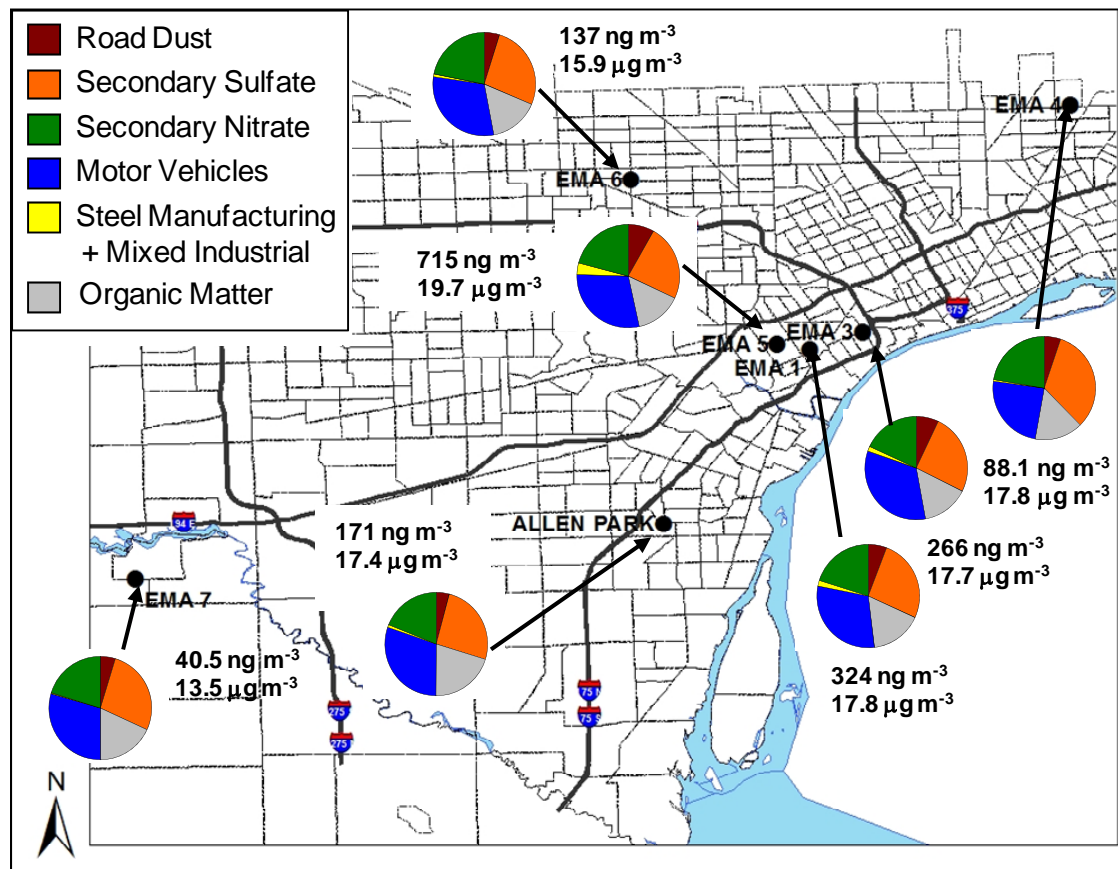 Road Dust
Secondary Sulfate
Secondary Nitrate
Motor Vehicles
Steel Manufacturing
+ Mixed Industrial
Organic Matter
137 ng m-3
15.9 µg m-3
EMA 4
EMA 6
715 ng m-3
19.7 µg m-3
375
EMA 3
EMA 5
EMA 1
88.1 ng m-3
17.8 µg m-3
171 ng m-3
17.4 µg m-3
ALLEN PARK
94 E
266 ng m-3
17.7 µg m-3
EMA 7
40.5 ng m-3
13.5 µg m-3
324 ng m-3
17.8 µg m-3
75 N
75 S
275
275
N